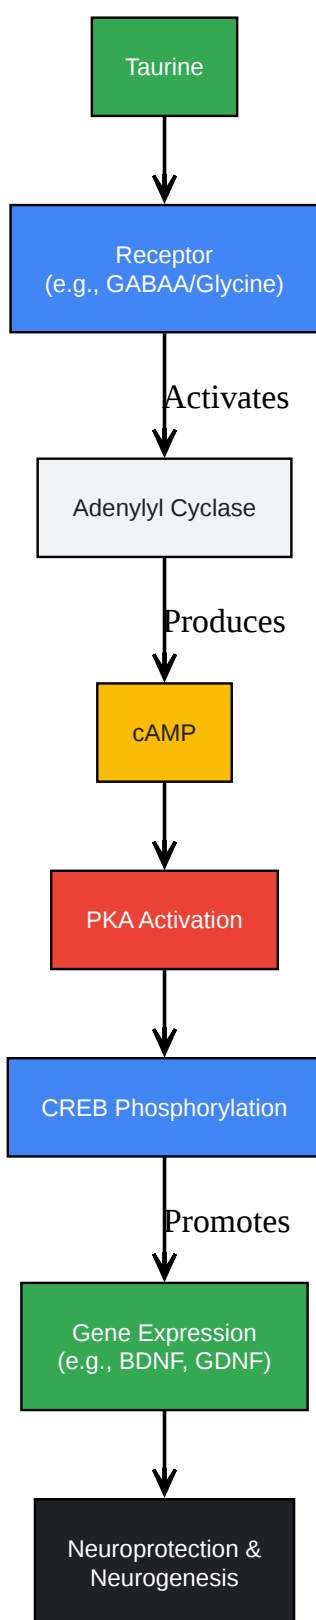 Taurine
Receptor
(e.g., GABAA/Glycine)
Activates
Adenylyl Cyclase
Produces
cAMP
PKA Activation
CREB Phosphorylation
Promotes
Gene Expression
(e.g., BDNF, GDNF)
Neuroprotection &
Neurogenesis